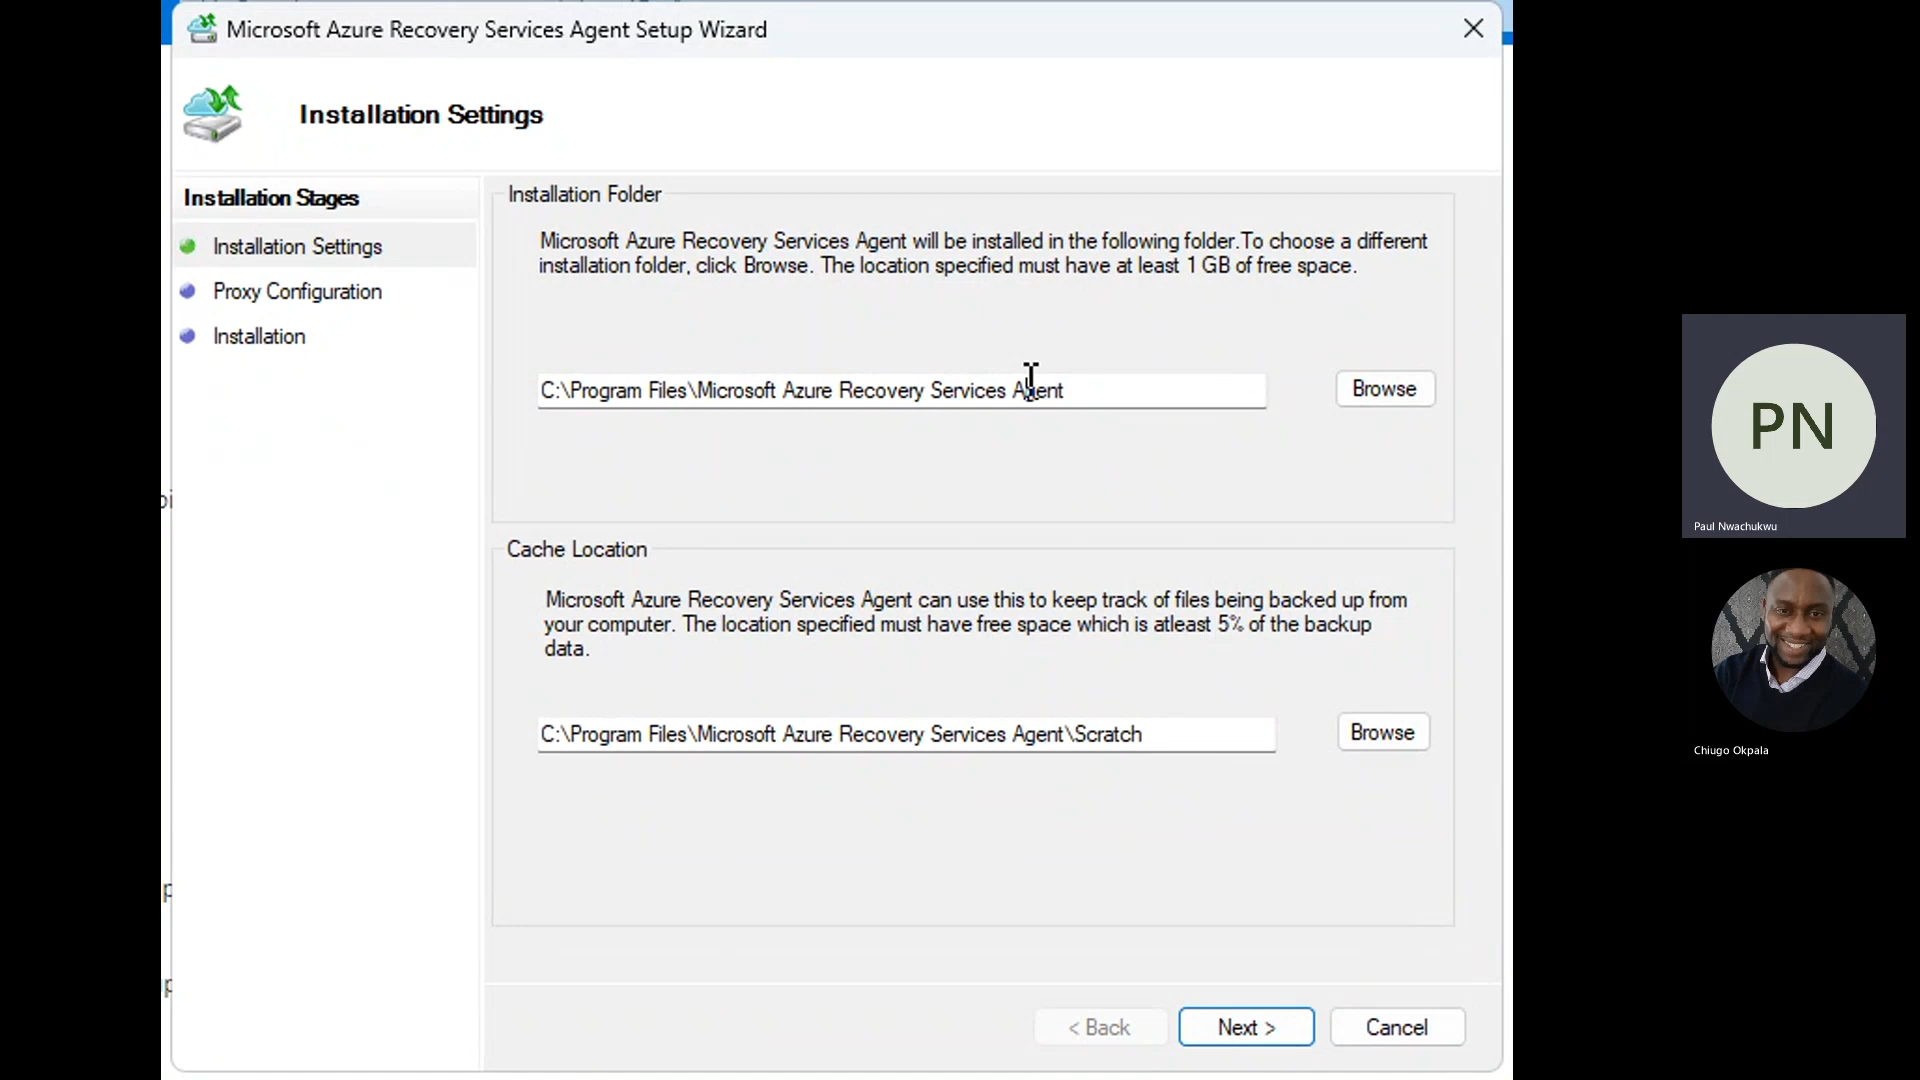 Microsoft Azure Recovery Services Agent Setup Wizard
Installation Settings
Installation Stages
Installation Settings
Proxy Configuration
Installation
Installation Folder
Microsoft Azure Recovery Services Agent will be installed in the following folder.To choose a different
installation folder, click Browse. The location specified must have at least 1 GB of free space.
C:\Program Files\Microsoft Azure Recovery Services Agent
Browse
Cache Location
Microsoft Azure Recovery Services Agent can use this to keep track of files being backed up from
your computer. The location specified must have free space which is atleast 5% of the backup
data.
C:\Program Files\Microsoft Azure Recovery Services Agent\Scratch
Browse
< Back
Next >
Cancel
PN
Paul Nwachukwu
Chiugo Okpala